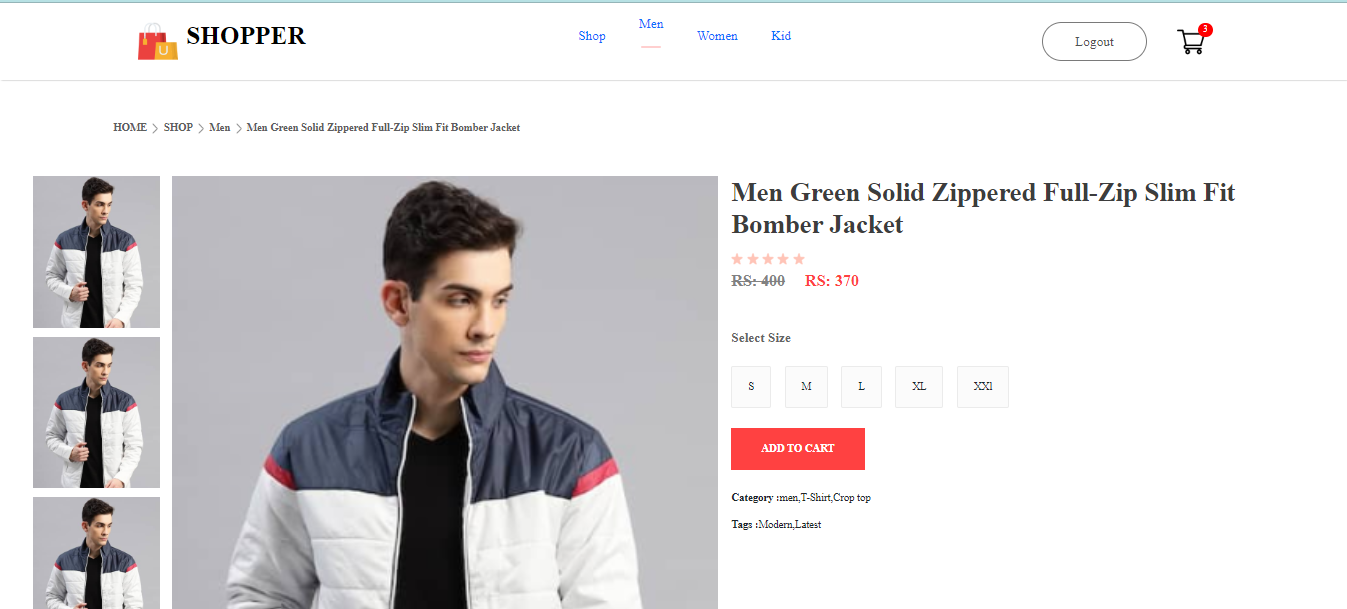 SHOPPER
Shop
Men
Women
Kid
Logout
3
U
HOME
SHOP
Men
Men Green Solid Zippered Full-Zip Slim Fit Bomber Jacket
Men Green Solid Zippered Full-Zip Slim Fit
Bomber Jacket
RS: 400 RS: 370
Select Size
S M L XL XXl
ADD TO CART
Category :men,T-Shirt,Crop top
Tags :Modern,Latest